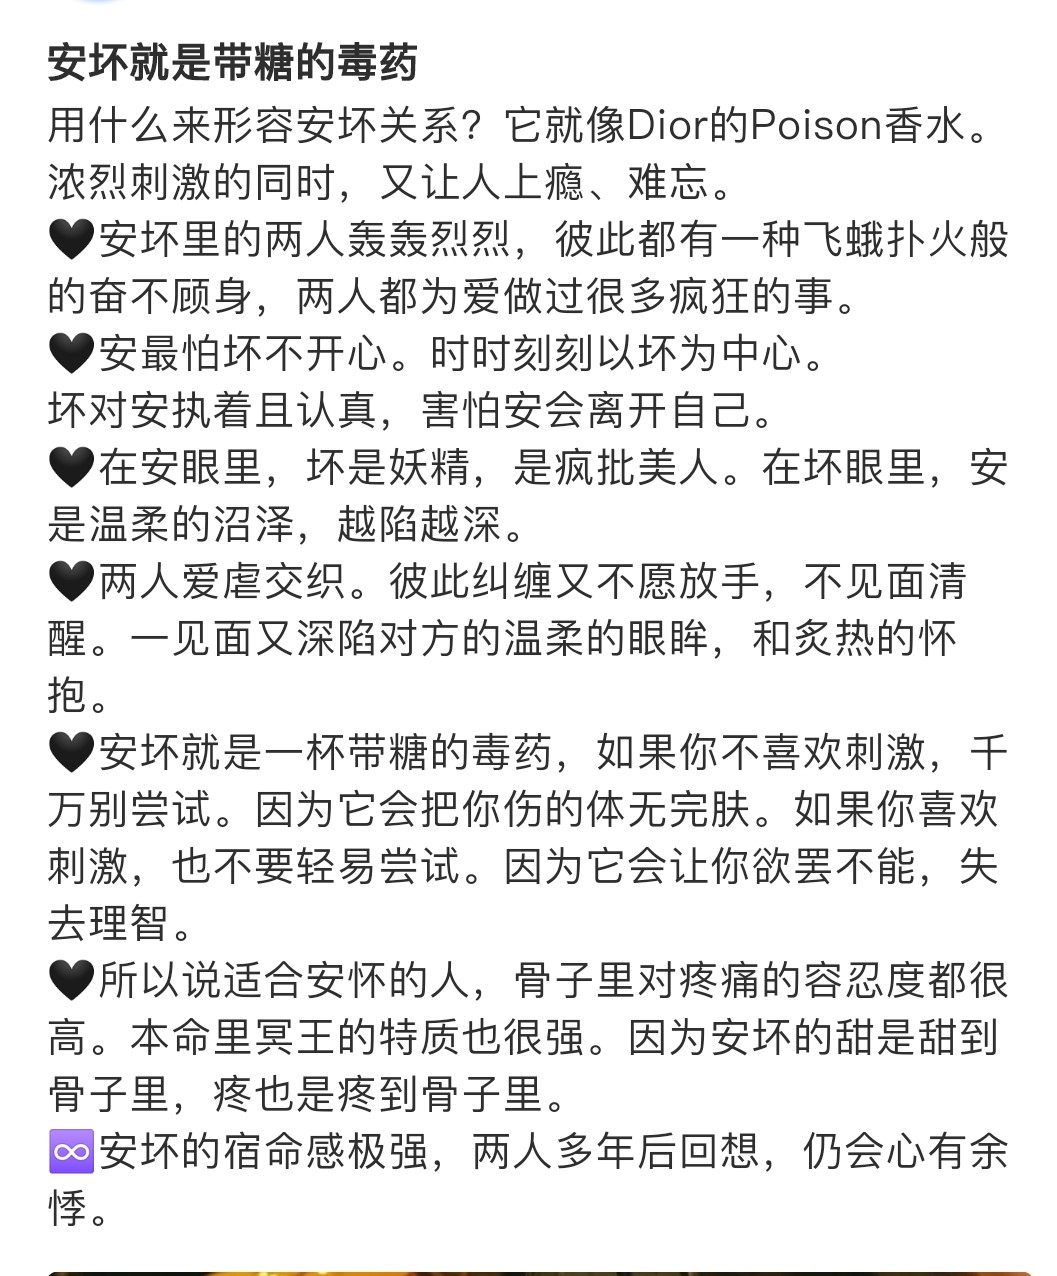 安坏就是带糖的毒药
用什么来形容安坏关系？它就像Dior的Poison香水。
浓烈刺激的同时，又让人上瘾、难忘。
🖤安坏里的两人轰轰烈烈，彼此都有一种飞蛾扑火般
的奋不顾身，两人都为爱做过很多疯狂的事。
🖤安最怕坏不开心。时时刻刻以坏为中心。
坏对安执着且认真，害怕安会离开自己。
🖤在安眼里，坏是妖精，是疯批美人。在坏眼里，安
是温柔的沼泽，越陷越深。
🖤两人爱虐交织。彼此纠缠又不愿放手，不见面清
醒。一见面又深陷对方的温柔的眼眸，和炙热的怀
抱。
🖤安坏就是一杯带糖的毒药，如果你不喜欢刺激，千
万别尝试。因为它会把你伤的体无完肤。如果你喜欢
刺激，也不要轻易尝试。因为它会让你欲罢不能，失
去理智。
🖤所以说适合安怀的人，骨子里对疼痛的容忍度都很
高。本命里冥王的特质也很强。因为安坏的甜是甜到
骨子里，疼也是疼到骨子里。
♾️安坏的宿命感极强，两人多年后回想，仍会心有余
悸。